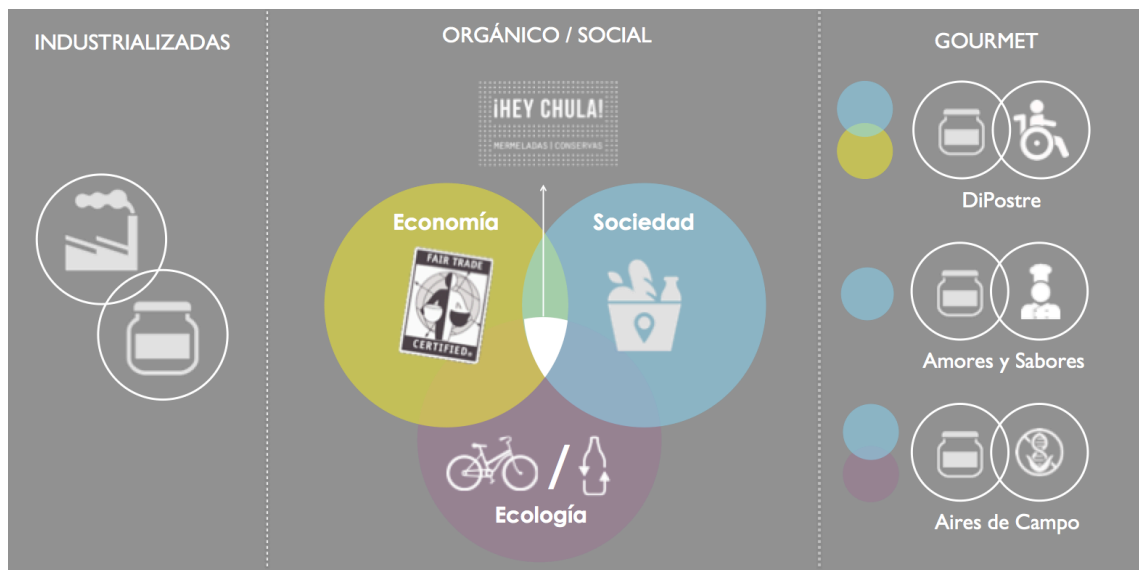 INDUSTRIALIZADAS
ORGÁNICO / SOCIAL
¡HEY CHULA!
MERMELADAS | CONSERVAS
Economía
FAIR TRADE
CERTIFIED®
Sociedad
/
Ecología
GOURMET
DiPostre
Amores y Sabores
Aires de Campo